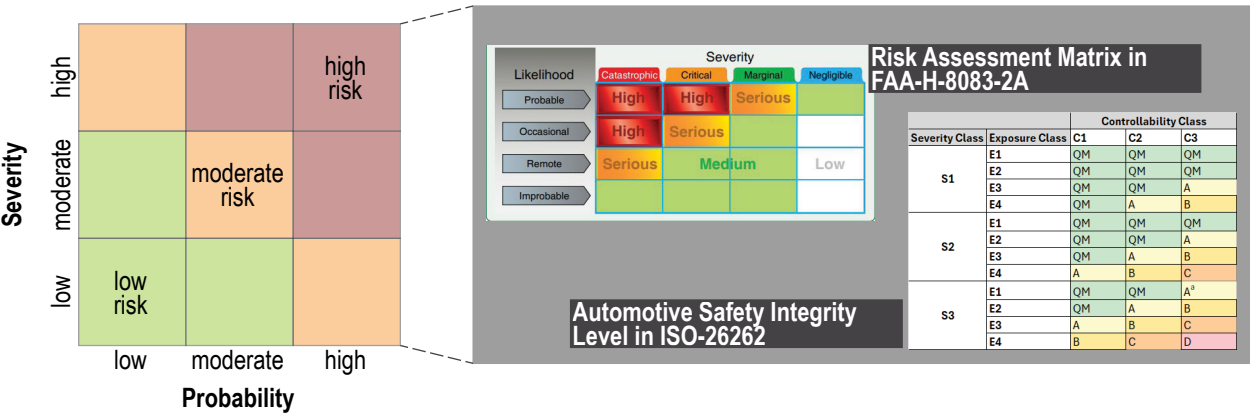 Severity
high
moderate
low
high
risk
moderate
risk
low
risk
low moderate high
Probability
Severity
Likelihood Catastrophic Critical Marginal Negligible
Probable High High Serious
Occasional High Serious
Remote Serious Medium Low
Improbable
Risk Assessment Matrix in
FAA-H-8083-2A
Controllability Class
Severity Class Exposure Class C1 C2 C3
S1
E1 QM QM QM
E2 QM QM QM
E3 QM QM A
E4 QM A B
S2
E1 QM QM QM
E2 QM QM A
E3 QM A B
E4 A B C
S3
E1 QM QM Aª
E2 QM A B
E3 A B C
E4 B C D
Automotive Safety Integrity
Level in ISO-26262